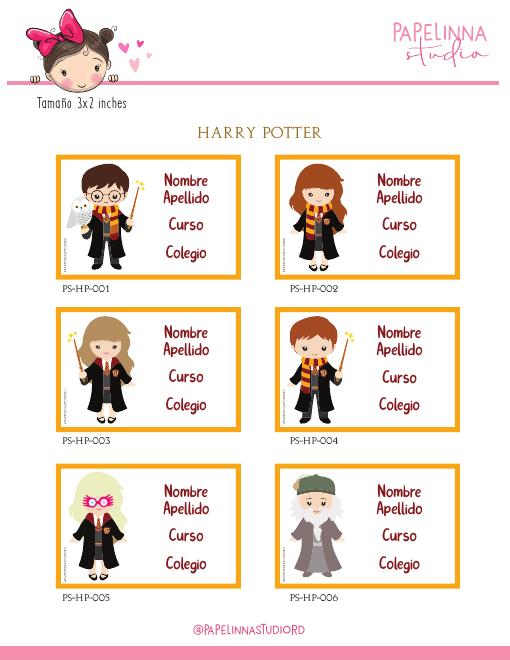 PAPELINNA
studio
Tamaño 3x2 inches
HARRY POTTER
Nombre
Apellido
Curso
Colegio
PS-HP-001
Nombre
Apellido
Curso
Colegio
PS-HP-002
Nombre
Apellido
Curso
Colegio
PS-HP-003
Nombre
Apellido
Curso
Colegio
PS-HP-004
Nombre
Apellido
Curso
Colegio
PS-HP-005
Nombre
Apellido
Curso
Colegio
PS-HP-006
@PAPELINNASTUDIORD